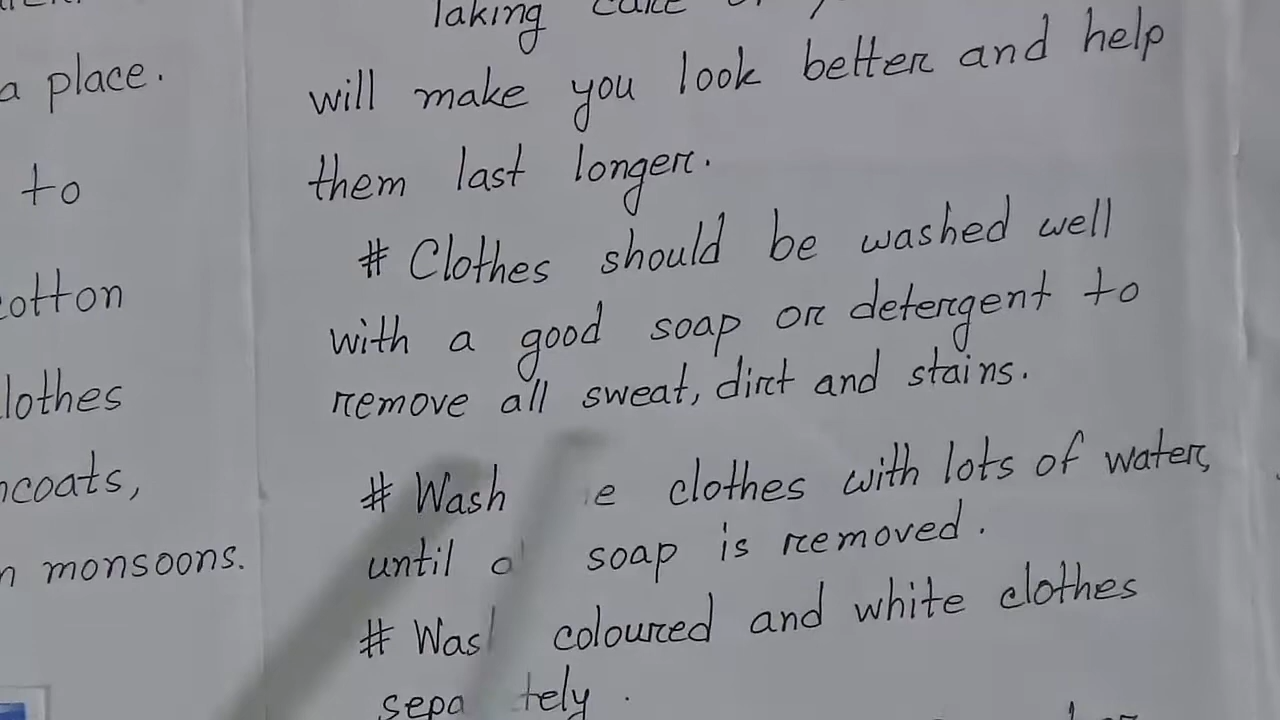 a place.
to
otton
lothes
coats,
monsoons.
Taking care
will make you look better and help
them last longer.
# Clothes should be washed well
with a good soap or detergent to
remove all sweat, dirt and stains.
# Wash clothes with lots of water,
until soap is removed.
# coloured and white clothes